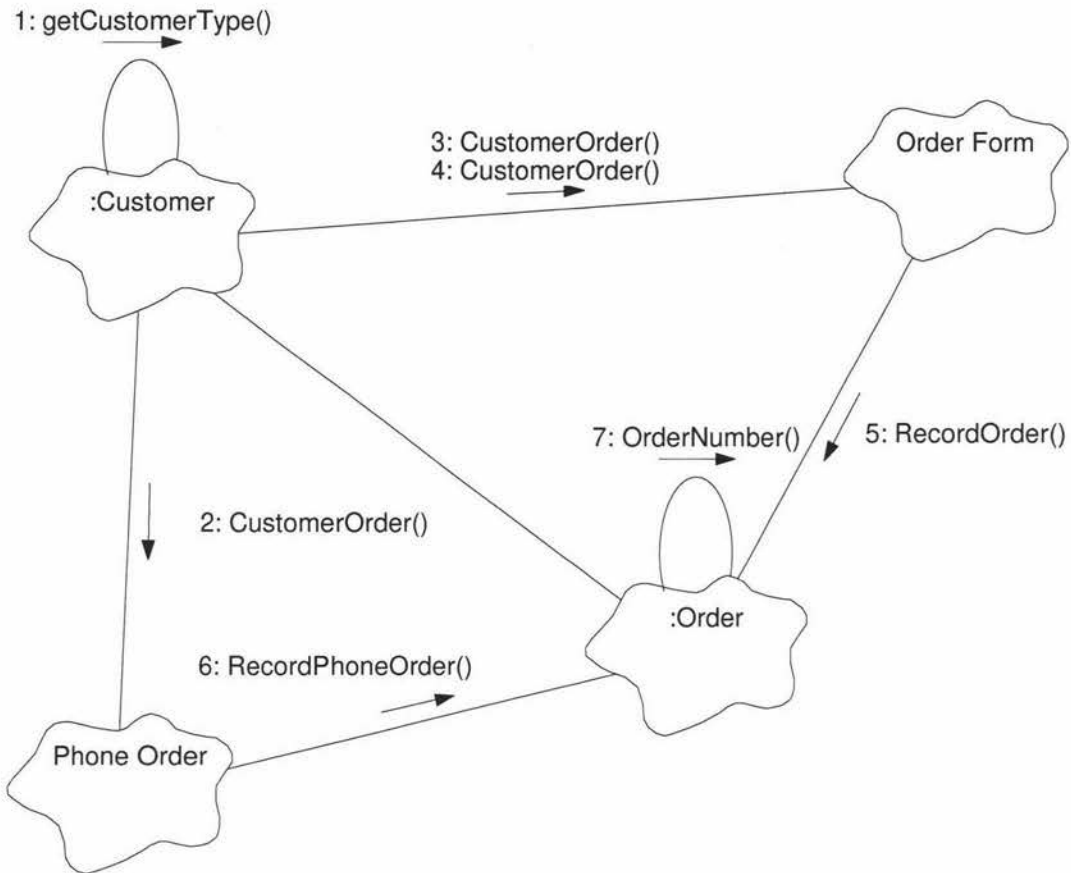 1: getCustomerType()
3: CustomerOrder()
4: CustomerOrder()
Order Form
:Customer
7: OrderNumber()
5: RecordOrder()
2: CustomerOrder()
:Order
6: RecordPhoneOrder()
Phone Order